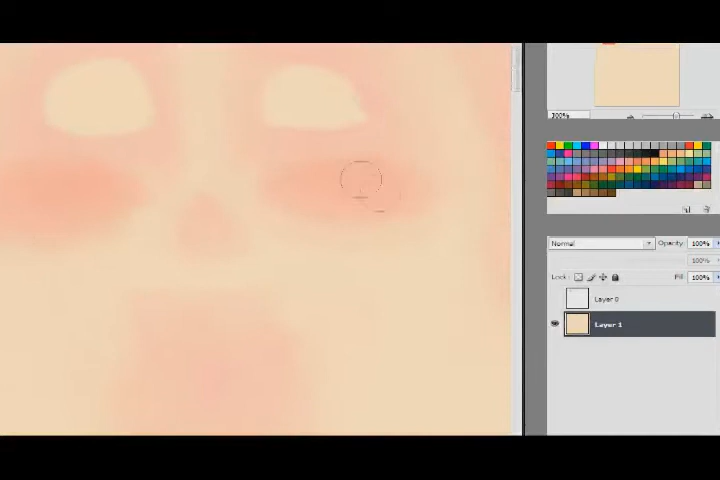 Normal Opacity: 100%
100%
Lock: Fill: 100%
Layer 0
Layer 1